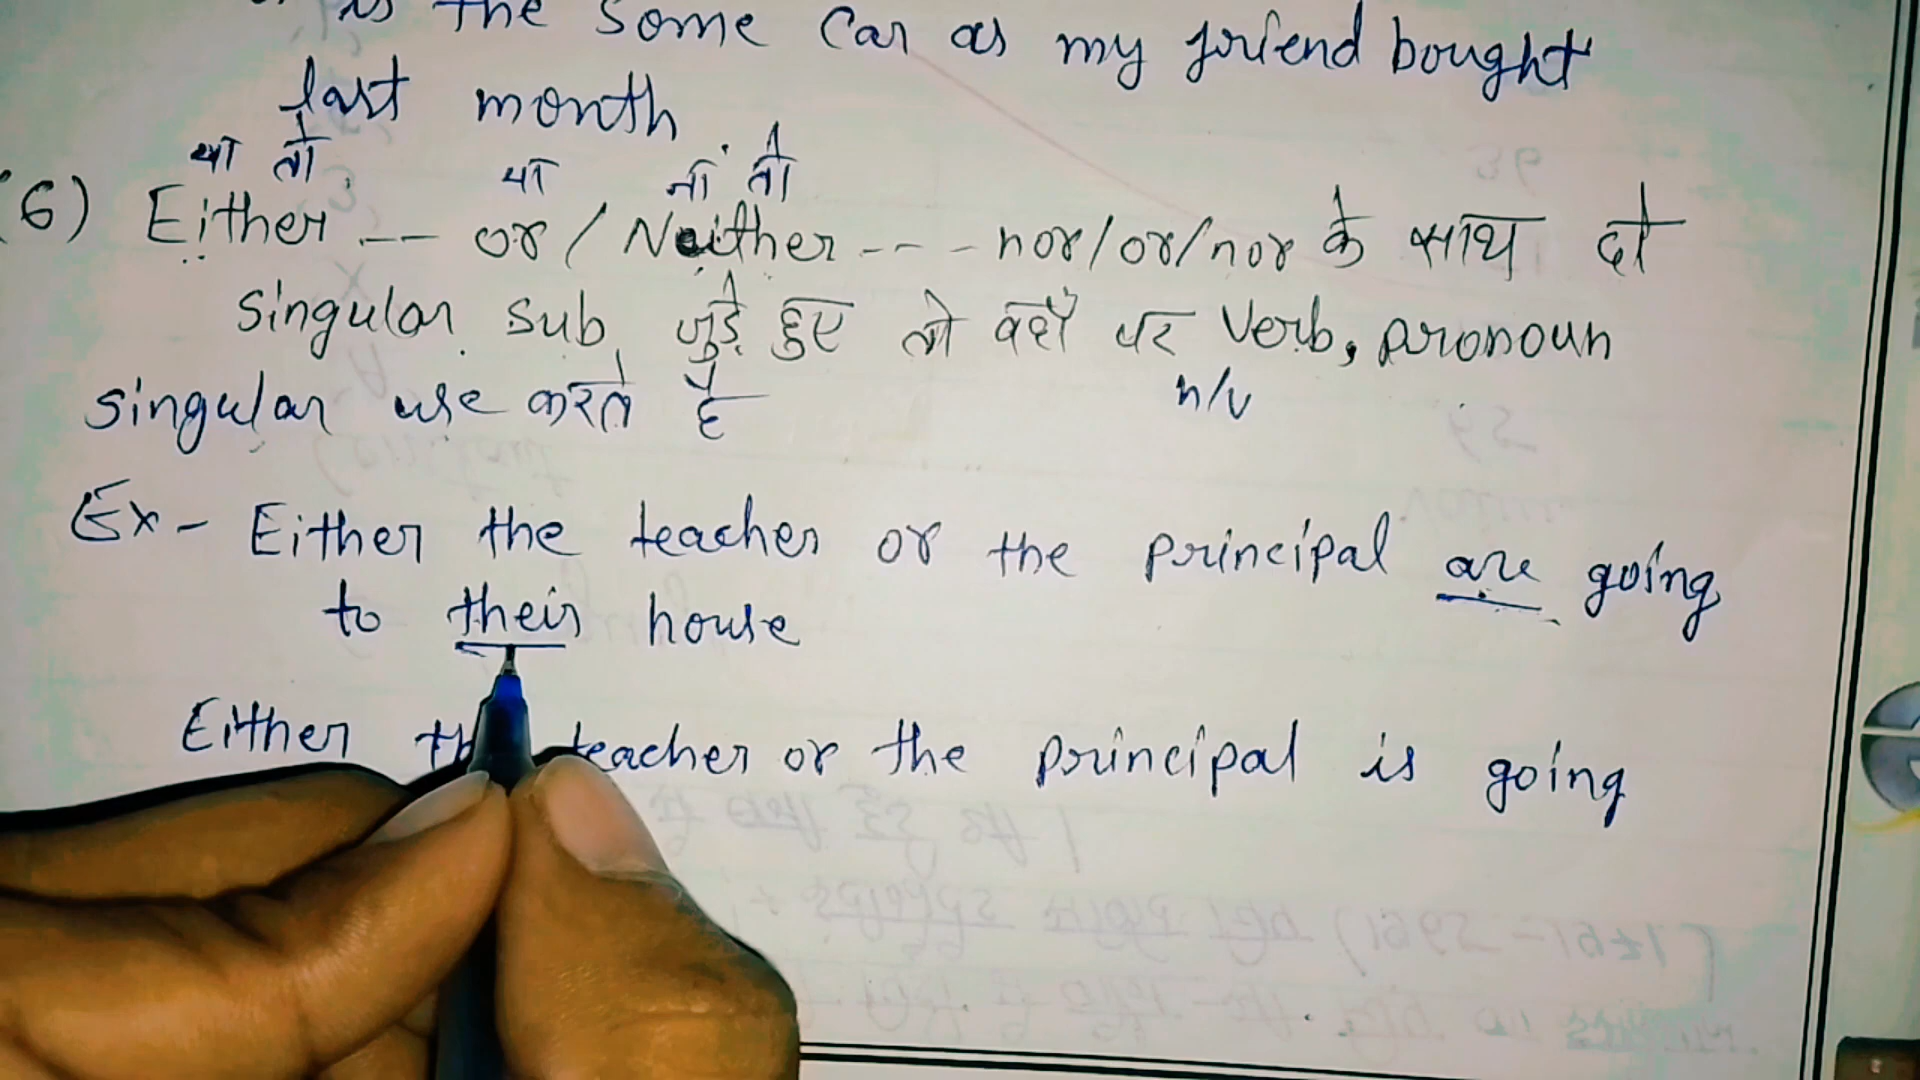 is the some car as my friend bought
last month
या तो या ना तो
(6) Either -- or / Neither --- nor/or/nor के साथ दो
singular sub जुड़े हुए तो वहाँ पर Verb, pronoun
n/v
singular use करते है
Ex - Either the teacher or the principal are going
to their house
Either teacher or the principal is going